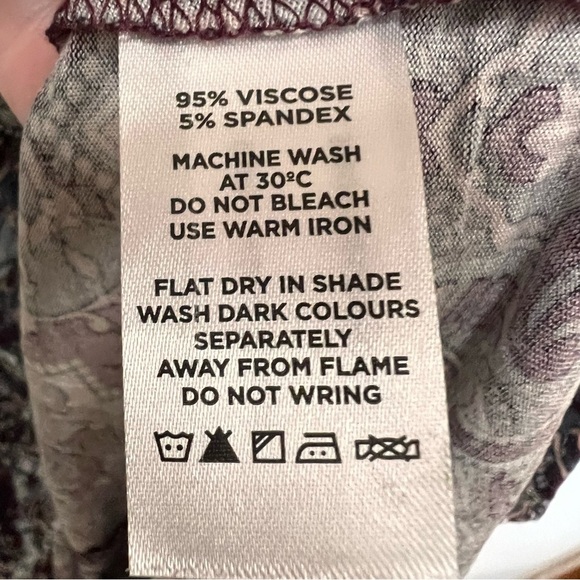 95% VISCOSE
5% SPANDEX
MACHINE WASH
AT 30ºC
DO NOT BLEACH
USE WARM IRON
FLAT DRY IN SHADE
WASH DARK COLOURS
SEPARATELY
AWAY FROM FLAME
DO NOT WRING